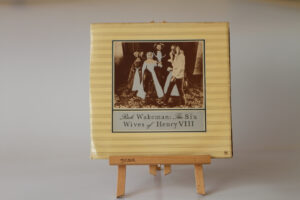 Rick Wakeman: The Six
Wives of Henry VIII